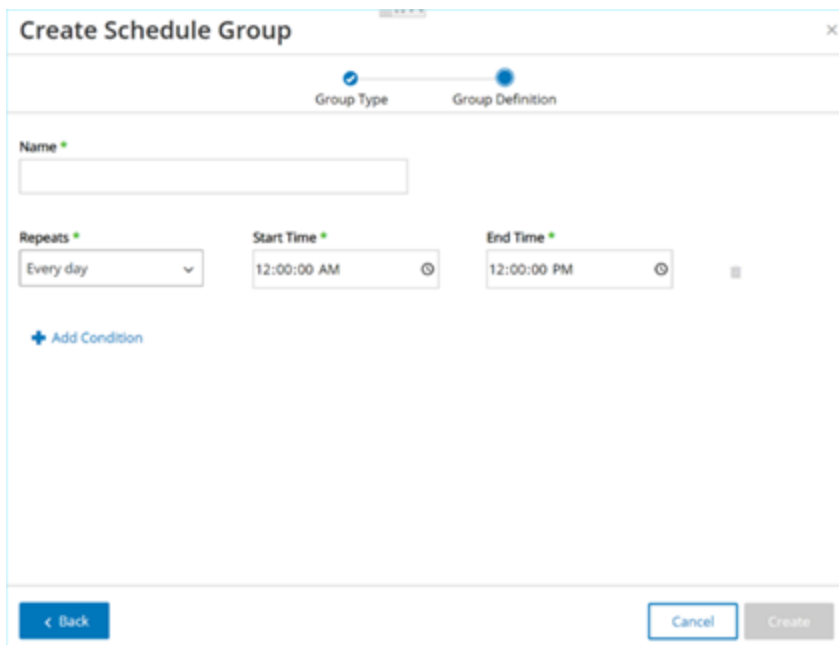 Create Schedule Group
Group Type Group Definition
Name *
Repeats * Start Time * End Time *
Every day 12:00:00 AM 12:00:00 PM
Add Condition
Back Cancel Create